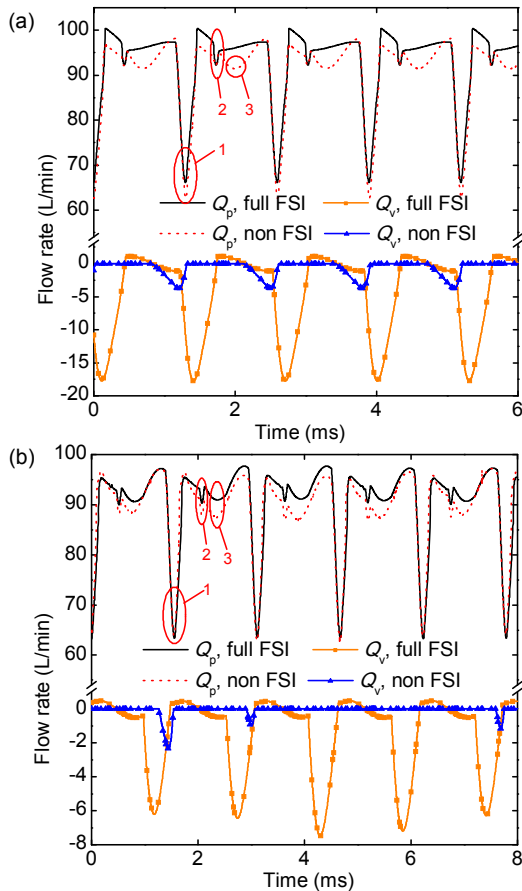 (a)
Flow rate (L/min)
100
90
80
70
60
0
-5
-10
-15
-20
2
3
1
Qp, full FSI
Qv, full FSI
Qp, non FSI
Qv, non FSI
0
2
4
6
Time (ms)
(b)
Flow rate (L/min)
100
90
80
70
60
0
-2
-4
-6
-8
2
3
1
Qp, full FSI
Qv, full FSI
Qp, non FSI
Qv, non FSI
0
2
4
6
8
Time (ms)